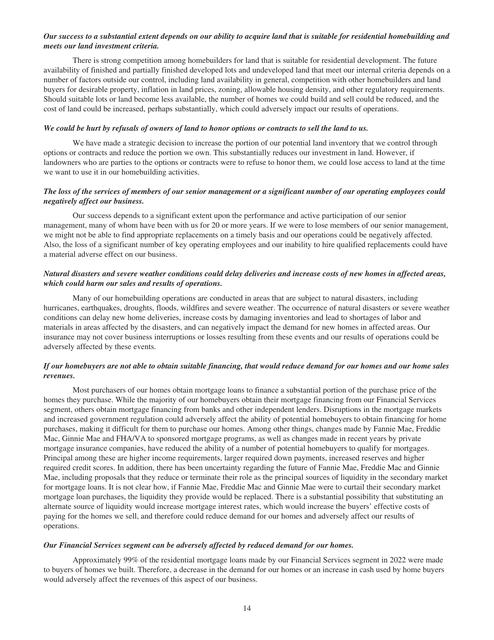 Our success to a substantial extent depends on our ability to acquire land that is suitable for residential homebuilding and
meets our land investment criteria.
There is strong competition among homebuilders for land that is suitable for residential development. The future
availability of finished and partially finished developed lots and undeveloped land that meet our internal criteria depends on a
number of factors outside our control, including land availability in general, competition with other homebuilders and land
buyers for desirable property, inflation in land prices, zoning, allowable housing density, and other regulatory requirements.
Should suitable lots or land become less available, the number of homes we could build and sell could be reduced, and the
cost of land could be increased, perhaps substantially, which could adversely impact our results of operations.
We could be hurt by refusals of owners of land to honor options or contracts to sell the land to us.
We have made a strategic decision to increase the portion of our potential land inventory that we control through
options or contracts and reduce the portion we own. This substantially reduces our investment in land. However, if
landowners who are parties to the options or contracts were to refuse to honor them, we could lose access to land at the time
we want to use it in our homebuilding activities.
The loss of the services of members of our senior management or a significant number of our operating employees could
negatively affect our business.
Our success depends to a significant extent upon the performance and active participation of our senior
management, many of whom have been with us for 20 or more years. If we were to lose members of our senior management,
we might not be able to find appropriate replacements on a timely basis and our operations could be negatively affected.
Also, the loss of a significant number of key operating employees and our inability to hire qualified replacements could have
a material adverse effect on our business.
Natural disasters and severe weather conditions could delay deliveries and increase costs of new homes in affected areas,
which could harm our sales and results of operations.
Many of our homebuilding operations are conducted in areas that are subject to natural disasters, including
hurricanes, earthquakes, droughts, floods, wildfires and severe weather. The occurrence of natural disasters or severe weather
conditions can delay new home deliveries, increase costs by damaging inventories and lead to shortages of labor and
materials in areas affected by the disasters, and can negatively impact the demand for new homes in affected areas. Our
insurance may not cover business interruptions or losses resulting from these events and our results of operations could be
adversely affected by these events.
If our homebuyers are not able to obtain suitable financing, that would reduce demand for our homes and our home sales
revenues.
Most purchasers of our homes obtain mortgage loans to finance a substantial portion of the purchase price of the
homes they purchase. While the majority of our homebuyers obtain their mortgage financing from our Financial Services
segment, others obtain mortgage financing from banks and other independent lenders. Disruptions in the mortgage markets
and increased government regulation could adversely affect the ability of potential homebuyers to obtain financing for home
purchases, making it difficult for them to purchase our homes. Among other things, changes made by Fannie Mae, Freddie
Mac, Ginnie Mae and FHA/VA to sponsored mortgage programs, as well as changes made in recent years by private
mortgage insurance companies, have reduced the ability of a number of potential homebuyers to qualify for mortgages.
Principal among these are higher income requirements, larger required down payments, increased reserves and higher
required credit scores. In addition, there has been uncertainty regarding the future of Fannie Mae, Freddie Mac and Ginnie
Mae, including proposals that they reduce or terminate their role as the principal sources of liquidity in the secondary market
for mortgage loans. It is not clear how, if Fannie Mae, Freddie Mac and Ginnie Mae were to curtail their secondary market
mortgage loan purchases, the liquidity they provide would be replaced. There is a substantial possibility that substituting an
alternate source of liquidity would increase mortgage interest rates, which would increase the buyers' effective costs of
paying for the homes we sell, and therefore could reduce demand for our homes and adversely affect our results of
operations.
Our Financial Services segment can be adversely affected by reduced demand for our homes.
Approximately 99% of the residential mortgage loans made by our Financial Services segment in 2022 were made
to buyers of homes we built. Therefore, a decrease in the demand for our homes or an increase in cash used by home buyers
would adversely affect the revenues of this aspect of our business.
14